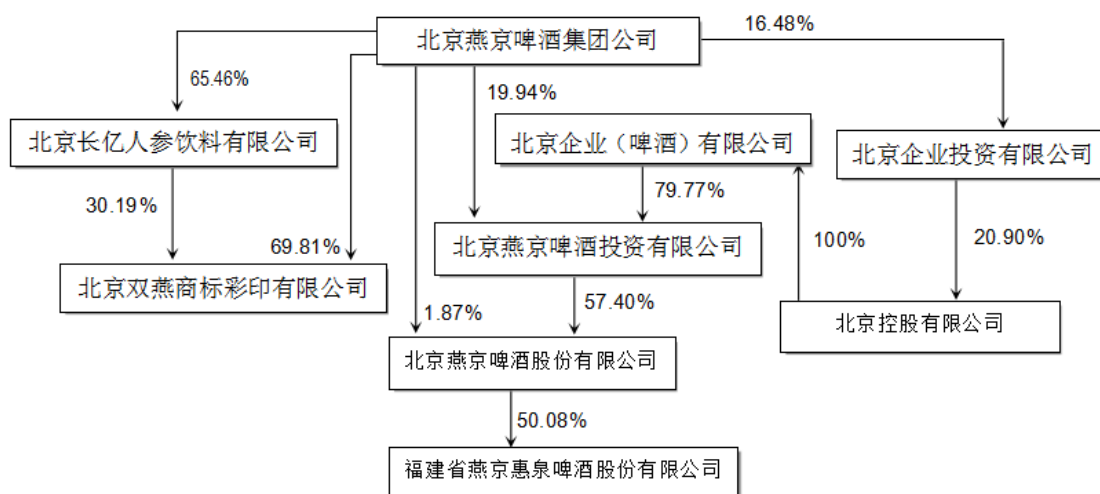 北京燕京啤酒集团公司
16.48%
65.46%
19.94%
北京长亿人参饮料有限公司
北京企业（啤酒）有限公司
北京企业投资有限公司
30.19%
79.77%
69.81%
北京燕京啤酒投资有限公司
100%
20.90%
北京双燕商标彩印有限公司
1.87%
57.40%
北京控股有限公司
北京燕京啤酒股份有限公司
50.08%
福建省燕京惠泉啤酒股份有限公司